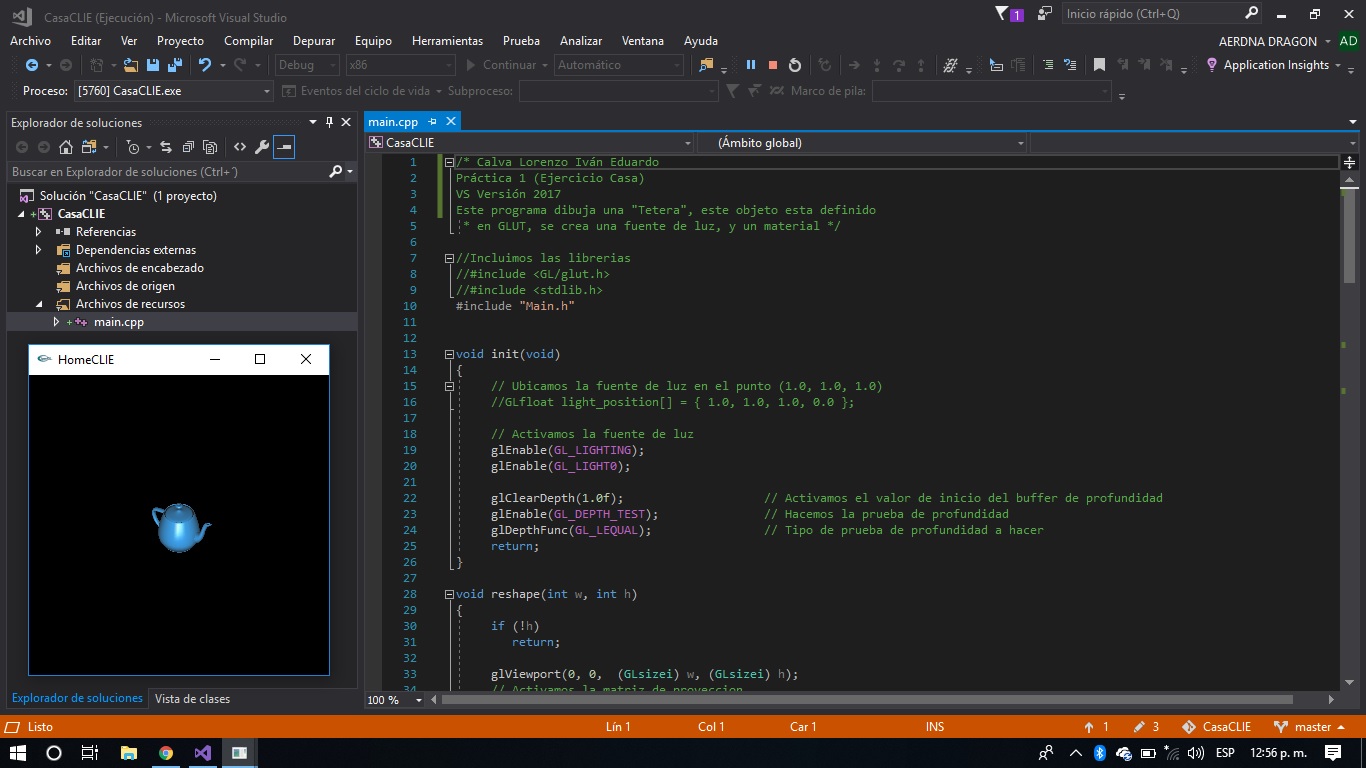 CasaCLIE (Ejecución) - Microsoft Visual Studio
1
Inicio rápido (Ctrl+Q)
Archivo Editar Ver Proyecto Compilar Depurar Equipo Herramientas Prueba Analizar Ventana Ayuda
AERDNA DRAGON AD
Debug x86 Continuar Automático Application Insights
Proceso: [5760] CasaCLIE.exe Eventos del ciclo de vida Subproceso: Marco de pila:
Explorador de soluciones
Buscar en Explorador de soluciones (Ctrl+´)
Solución "CasaCLIE" (1 proyecto)
CasaCLIE
Referencias
Dependencias externas
Archivos de encabezado
Archivos de origen
Archivos de recursos
main.cpp
HomeCLIE
Explorador de soluciones Vista de clases
main.cpp
CasaCLIE (Ámbito global)
1 /* Calva Lorenzo Iván Eduardo
2 Práctica 1 (Ejercicio Casa)
3 VS Versión 2017
4 Este programa dibuja una "Tetera", este objeto esta definido
5 * en GLUT, se crea una fuente de luz, y un material */
6
7 //Incluimos las librerias
8 //#include <GL/glut.h>
9 //#include <stdlib.h>
10 #include "Main.h"
11
12
13 void init(void)
14 {
15 // Ubicamos la fuente de luz en el punto (1.0, 1.0, 1.0)
16 //GLfloat light_position[] = { 1.0, 1.0, 1.0, 0.0 };
17
18 // Activamos la fuente de luz
19 glEnable(GL_LIGHTING);
20 glEnable(GL_LIGHT0);
21
22 glClearDepth(1.0f); // Activamos el valor de inicio del buffer de profundidad
23 glEnable(GL_DEPTH_TEST); // Hacemos la prueba de profundidad
24 glDepthFunc(GL_LEQUAL); // Tipo de prueba de profundidad a hacer
25 return;
26 }
27
28 void reshape(int w, int h)
29 {
30 if (!h)
31 return;
32
33 glViewport(0, 0, (GLsizei) w, (GLsizei) h);
34 // Activamos la matriz de proyeccion
100 %
Listo Lín 1 Col 1 Car 1 INS 1 3 CasaCLIE master
ESP 12:56 p. m.